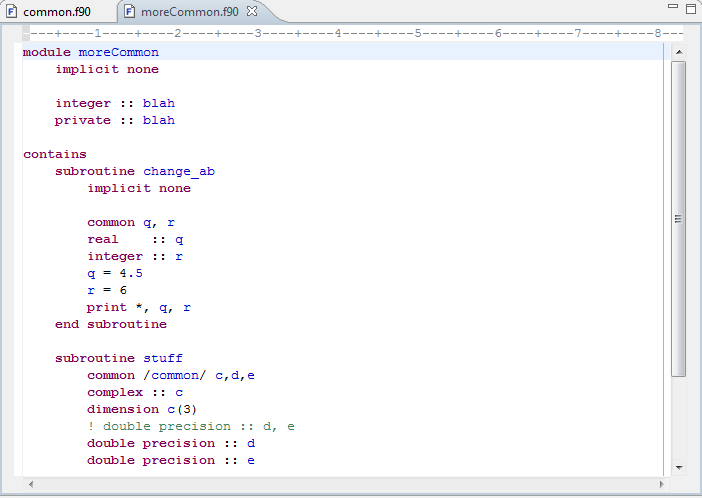 common.f90 moreCommon.f90
----+----1----+----2----+----3----+----4----+----5----+----6----+----7----+----8---
module moreCommon
    implicit none

    integer :: blah
    private :: blah

contains
    subroutine change_ab
        implicit none

        common q, r
        real    :: q
        integer :: r
        q = 4.5
        r = 6
        print *, q, r
    end subroutine

    subroutine stuff
        common /common/ c,d,e
        complex :: c
        dimension c(3)
        ! double precision :: d, e
        double precision :: d
        double precision :: e